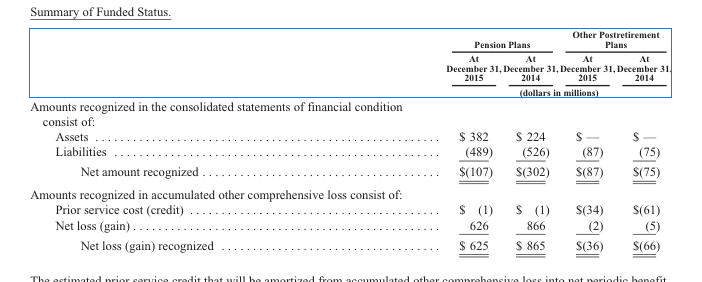 Summary of Funded Status.
Pension Plans Other Postretirement Plans
At December 31, 2015 At December 31, 2014 At December 31, 2015 At December 31, 2014
(dollars in millions)
Amounts recognized in the consolidated statements of financial condition
consist of:
Assets $ 382 $ 224 $ — $ —
Liabilities (489) (526) (87) (75)
Net amount recognized $(107) $(302) $(87) $(75)
Amounts recognized in accumulated other comprehensive loss consist of:
Prior service cost (credit) $ (1) $ (1) $(34) $(61)
Net loss (gain) 626 866 (2) (5)
Net loss (gain) recognized $ 625 $ 865 $(36) $(66)
The estimated prior service credit that will be amortized from accumulated other comprehensive loss into net periodic benefit